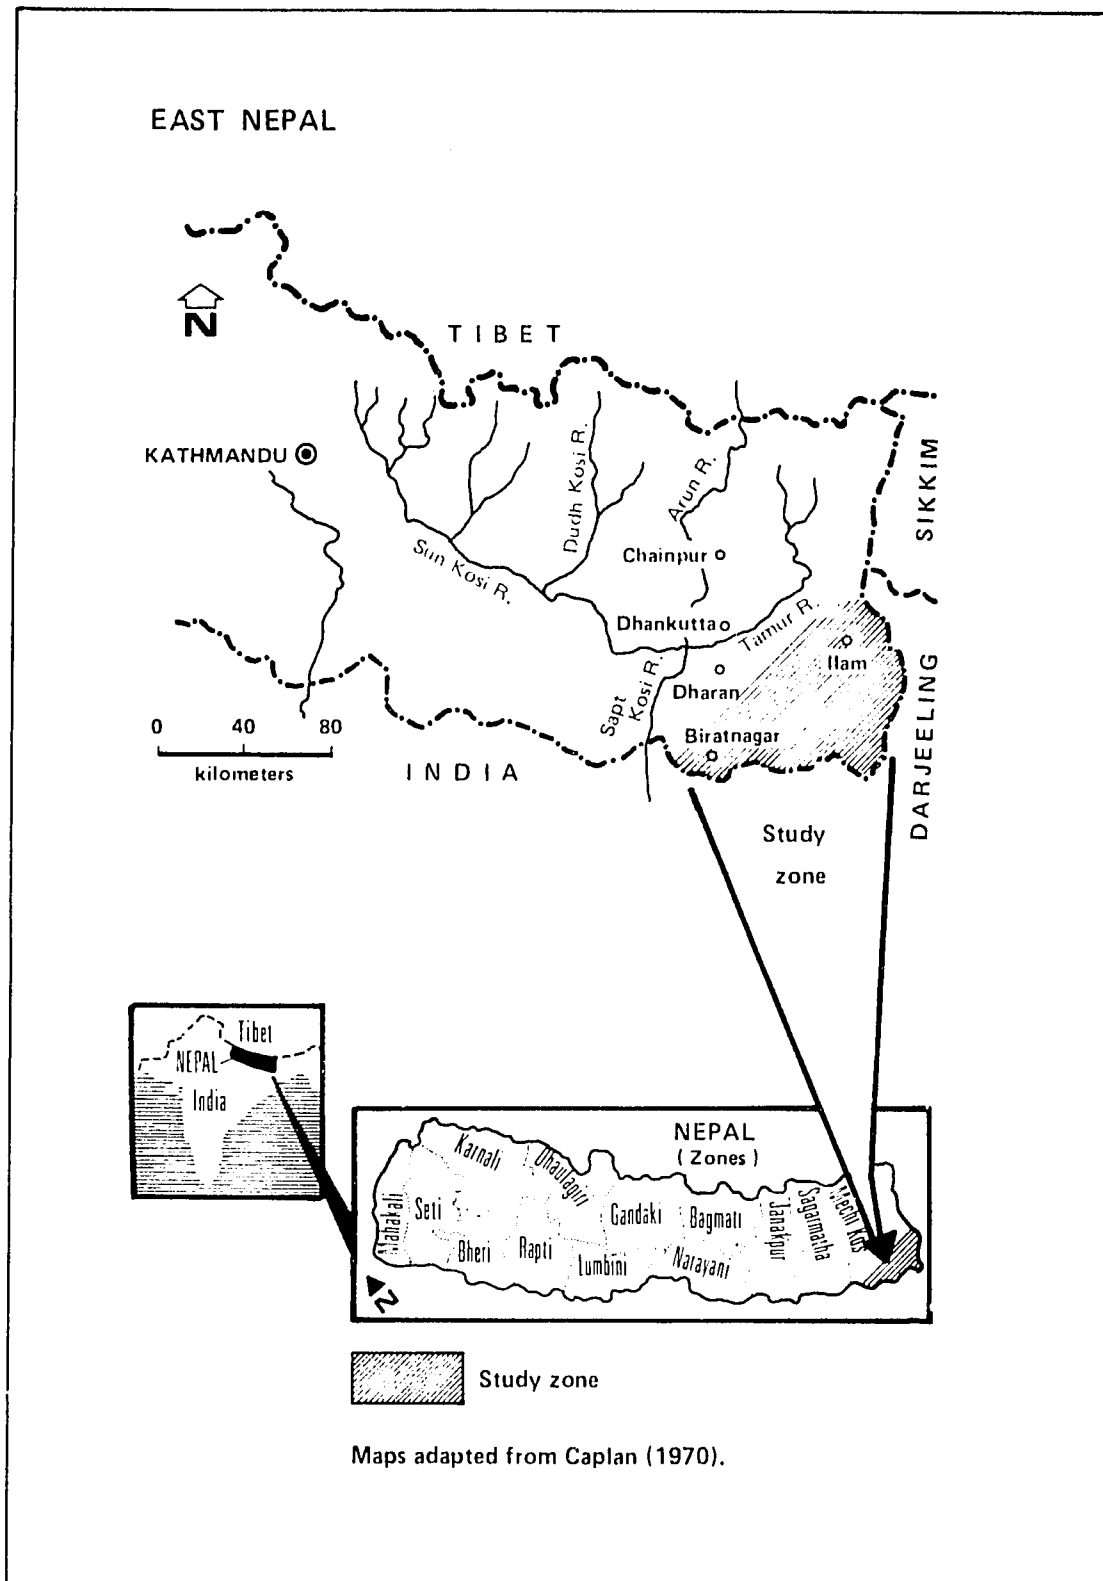 EAST NEPAL
N
TIBET
KATHMANDU
SIKKIM
Sun Kosi R.
Dudh Kosi R.
Arun R.
Chainpur
Dhankutta
Tamur R.
Ilam
Sapt
Kosi R.
Dharan
Biratnagar
DARJEELING
0 40 80
kilometers
INDIA
Study
zone
Tibet
NEPAL
India
NEPAL
(Zones)
Mahakali
Seti
Karnali
Bheri
Rapti
Dhaulagiri
Lumbini
Gandaki
Bagmati
Narayani
Janakpur
Sagarmatha
Mechi Kos
N
Study zone
Maps adapted from Caplan (1970).